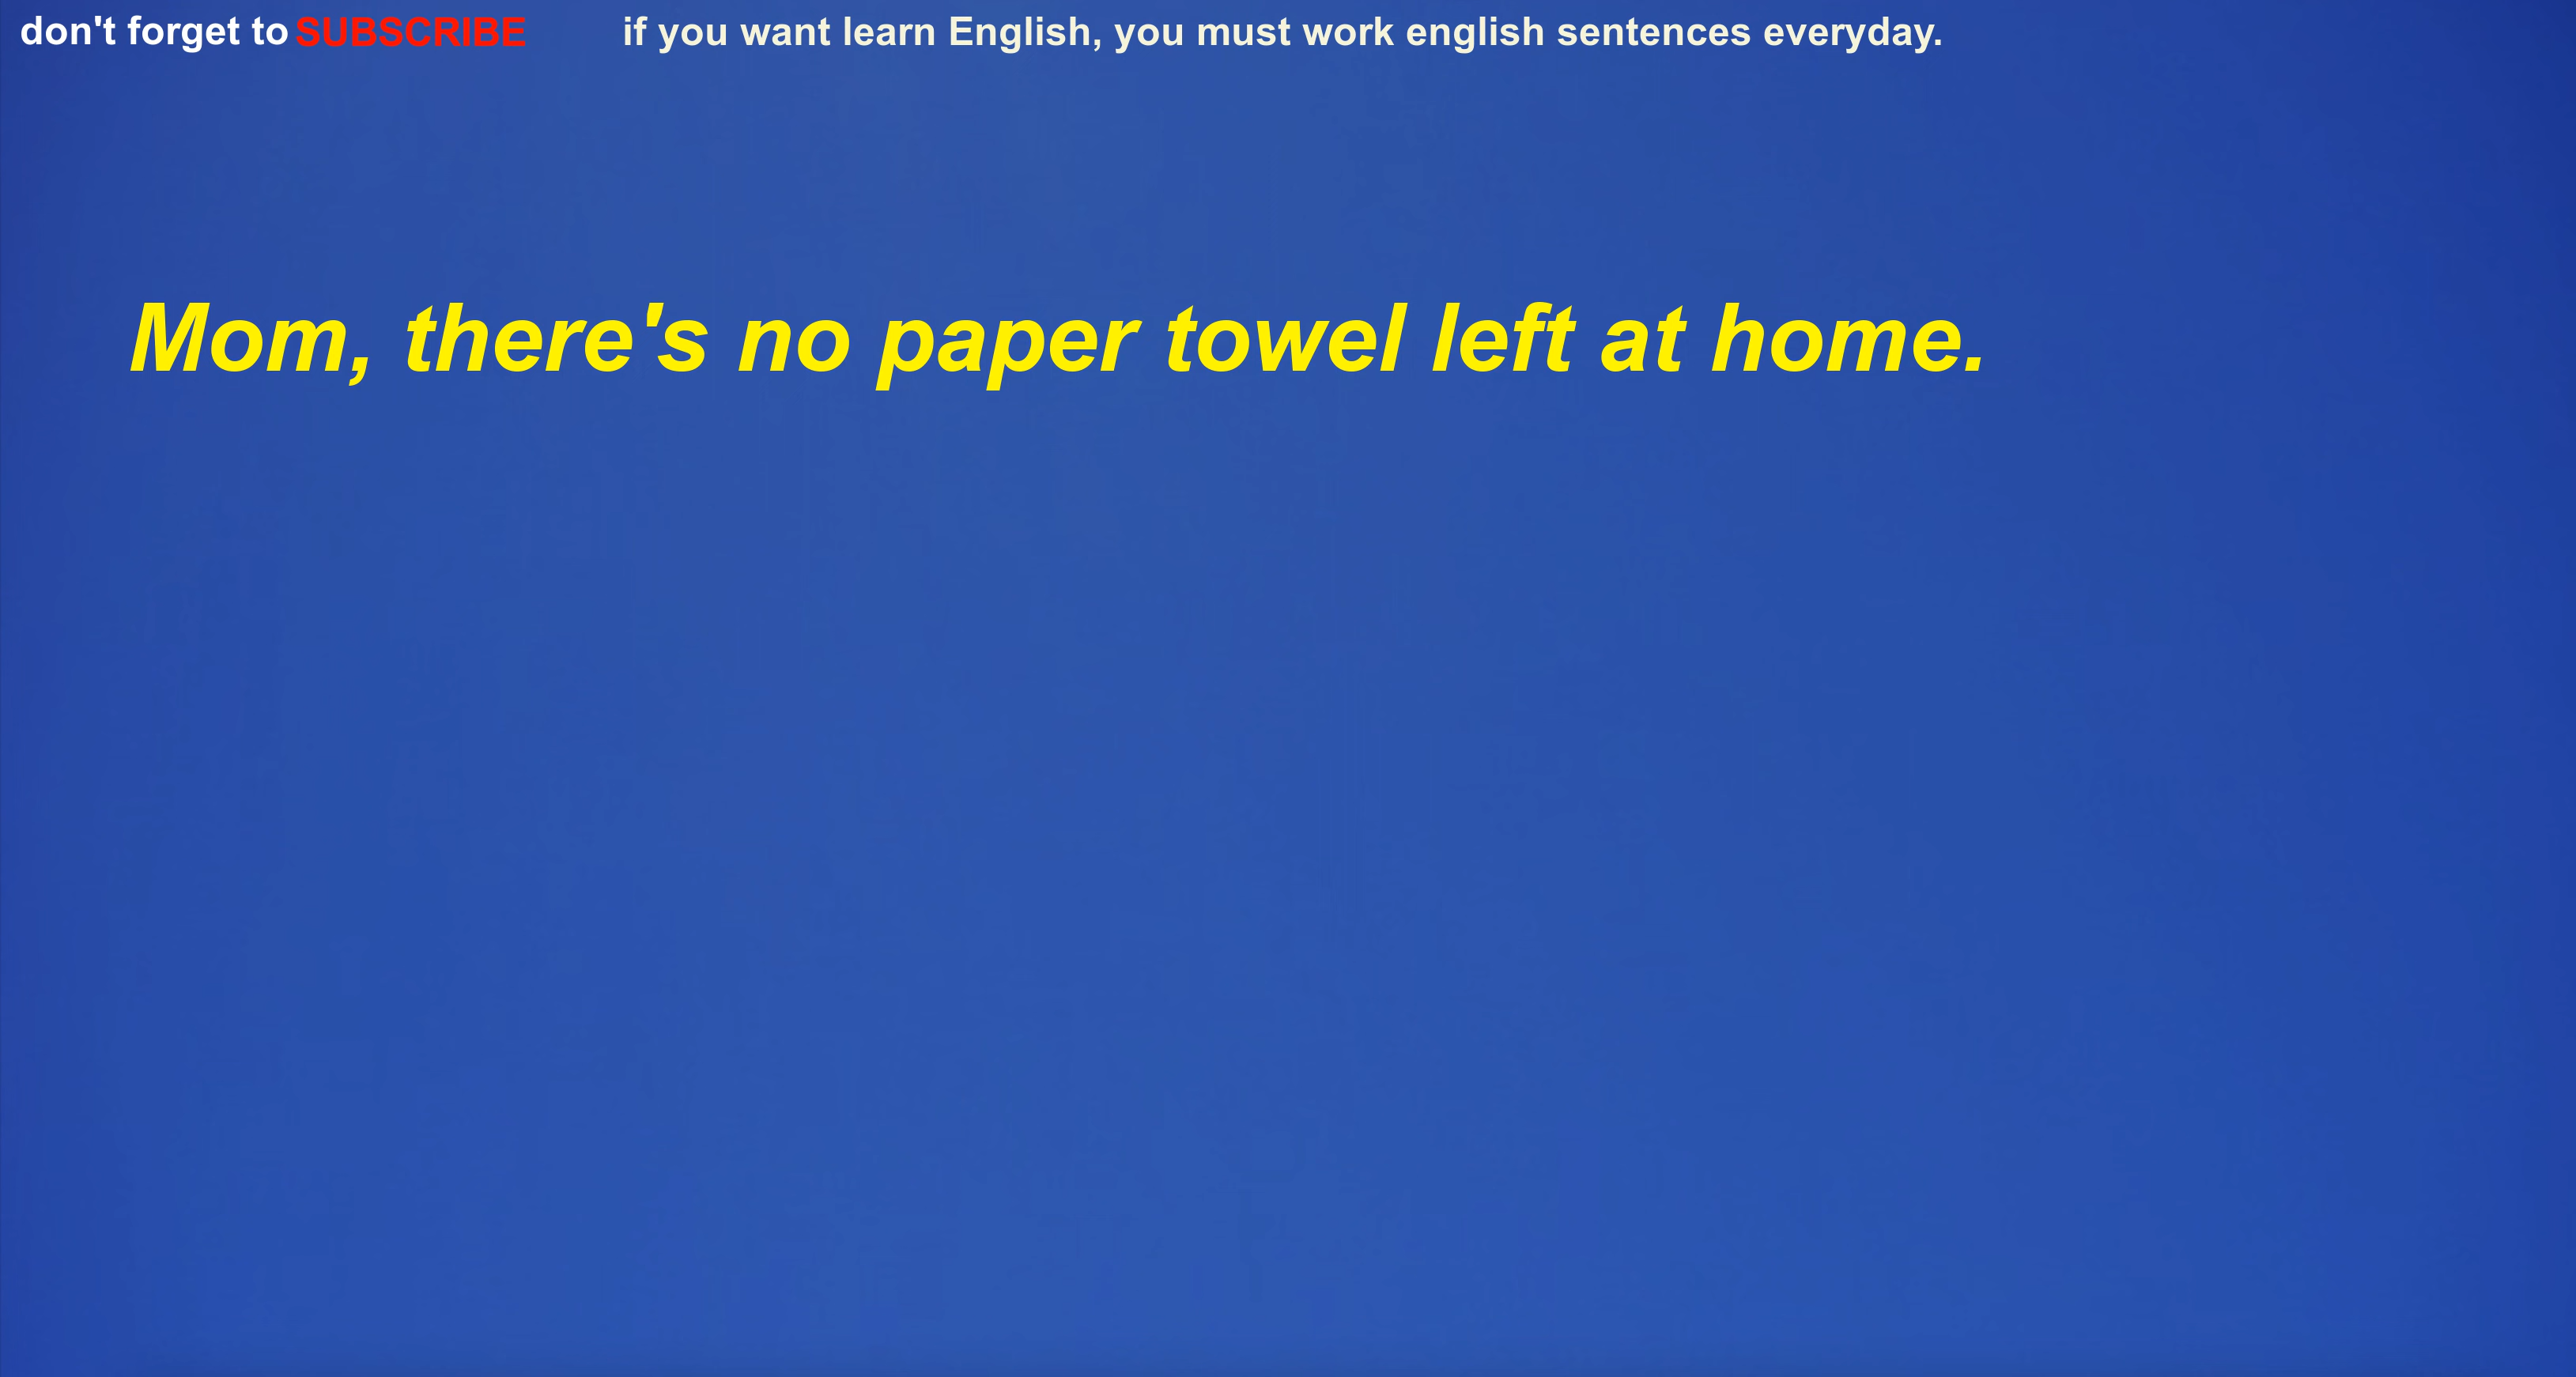 don't forget to SUBSCRIBE if you want learn English, you must work english sentences everyday.
Mom, there's no paper towel left at home.